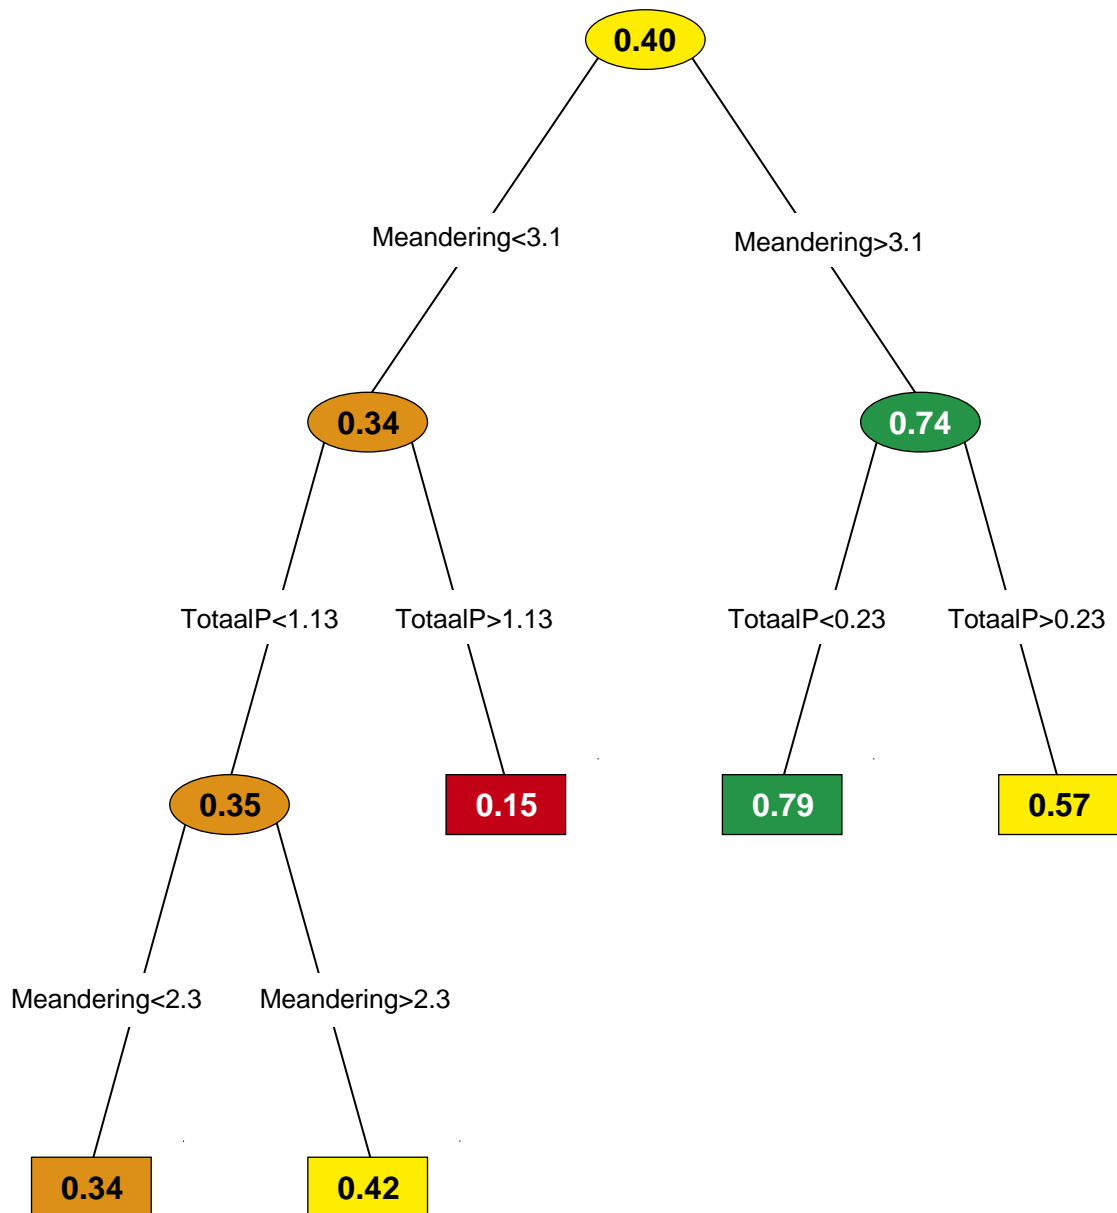 0.40
Meandering<3.1
Meandering>3.1
0.34
0.74
TotaalP<1.13
TotaalP>1.13
TotaalP<0.23
TotaalP>0.23
0.35
0.15
0.79
0.57
Meandering<2.3
Meandering>2.3
0.34
0.42